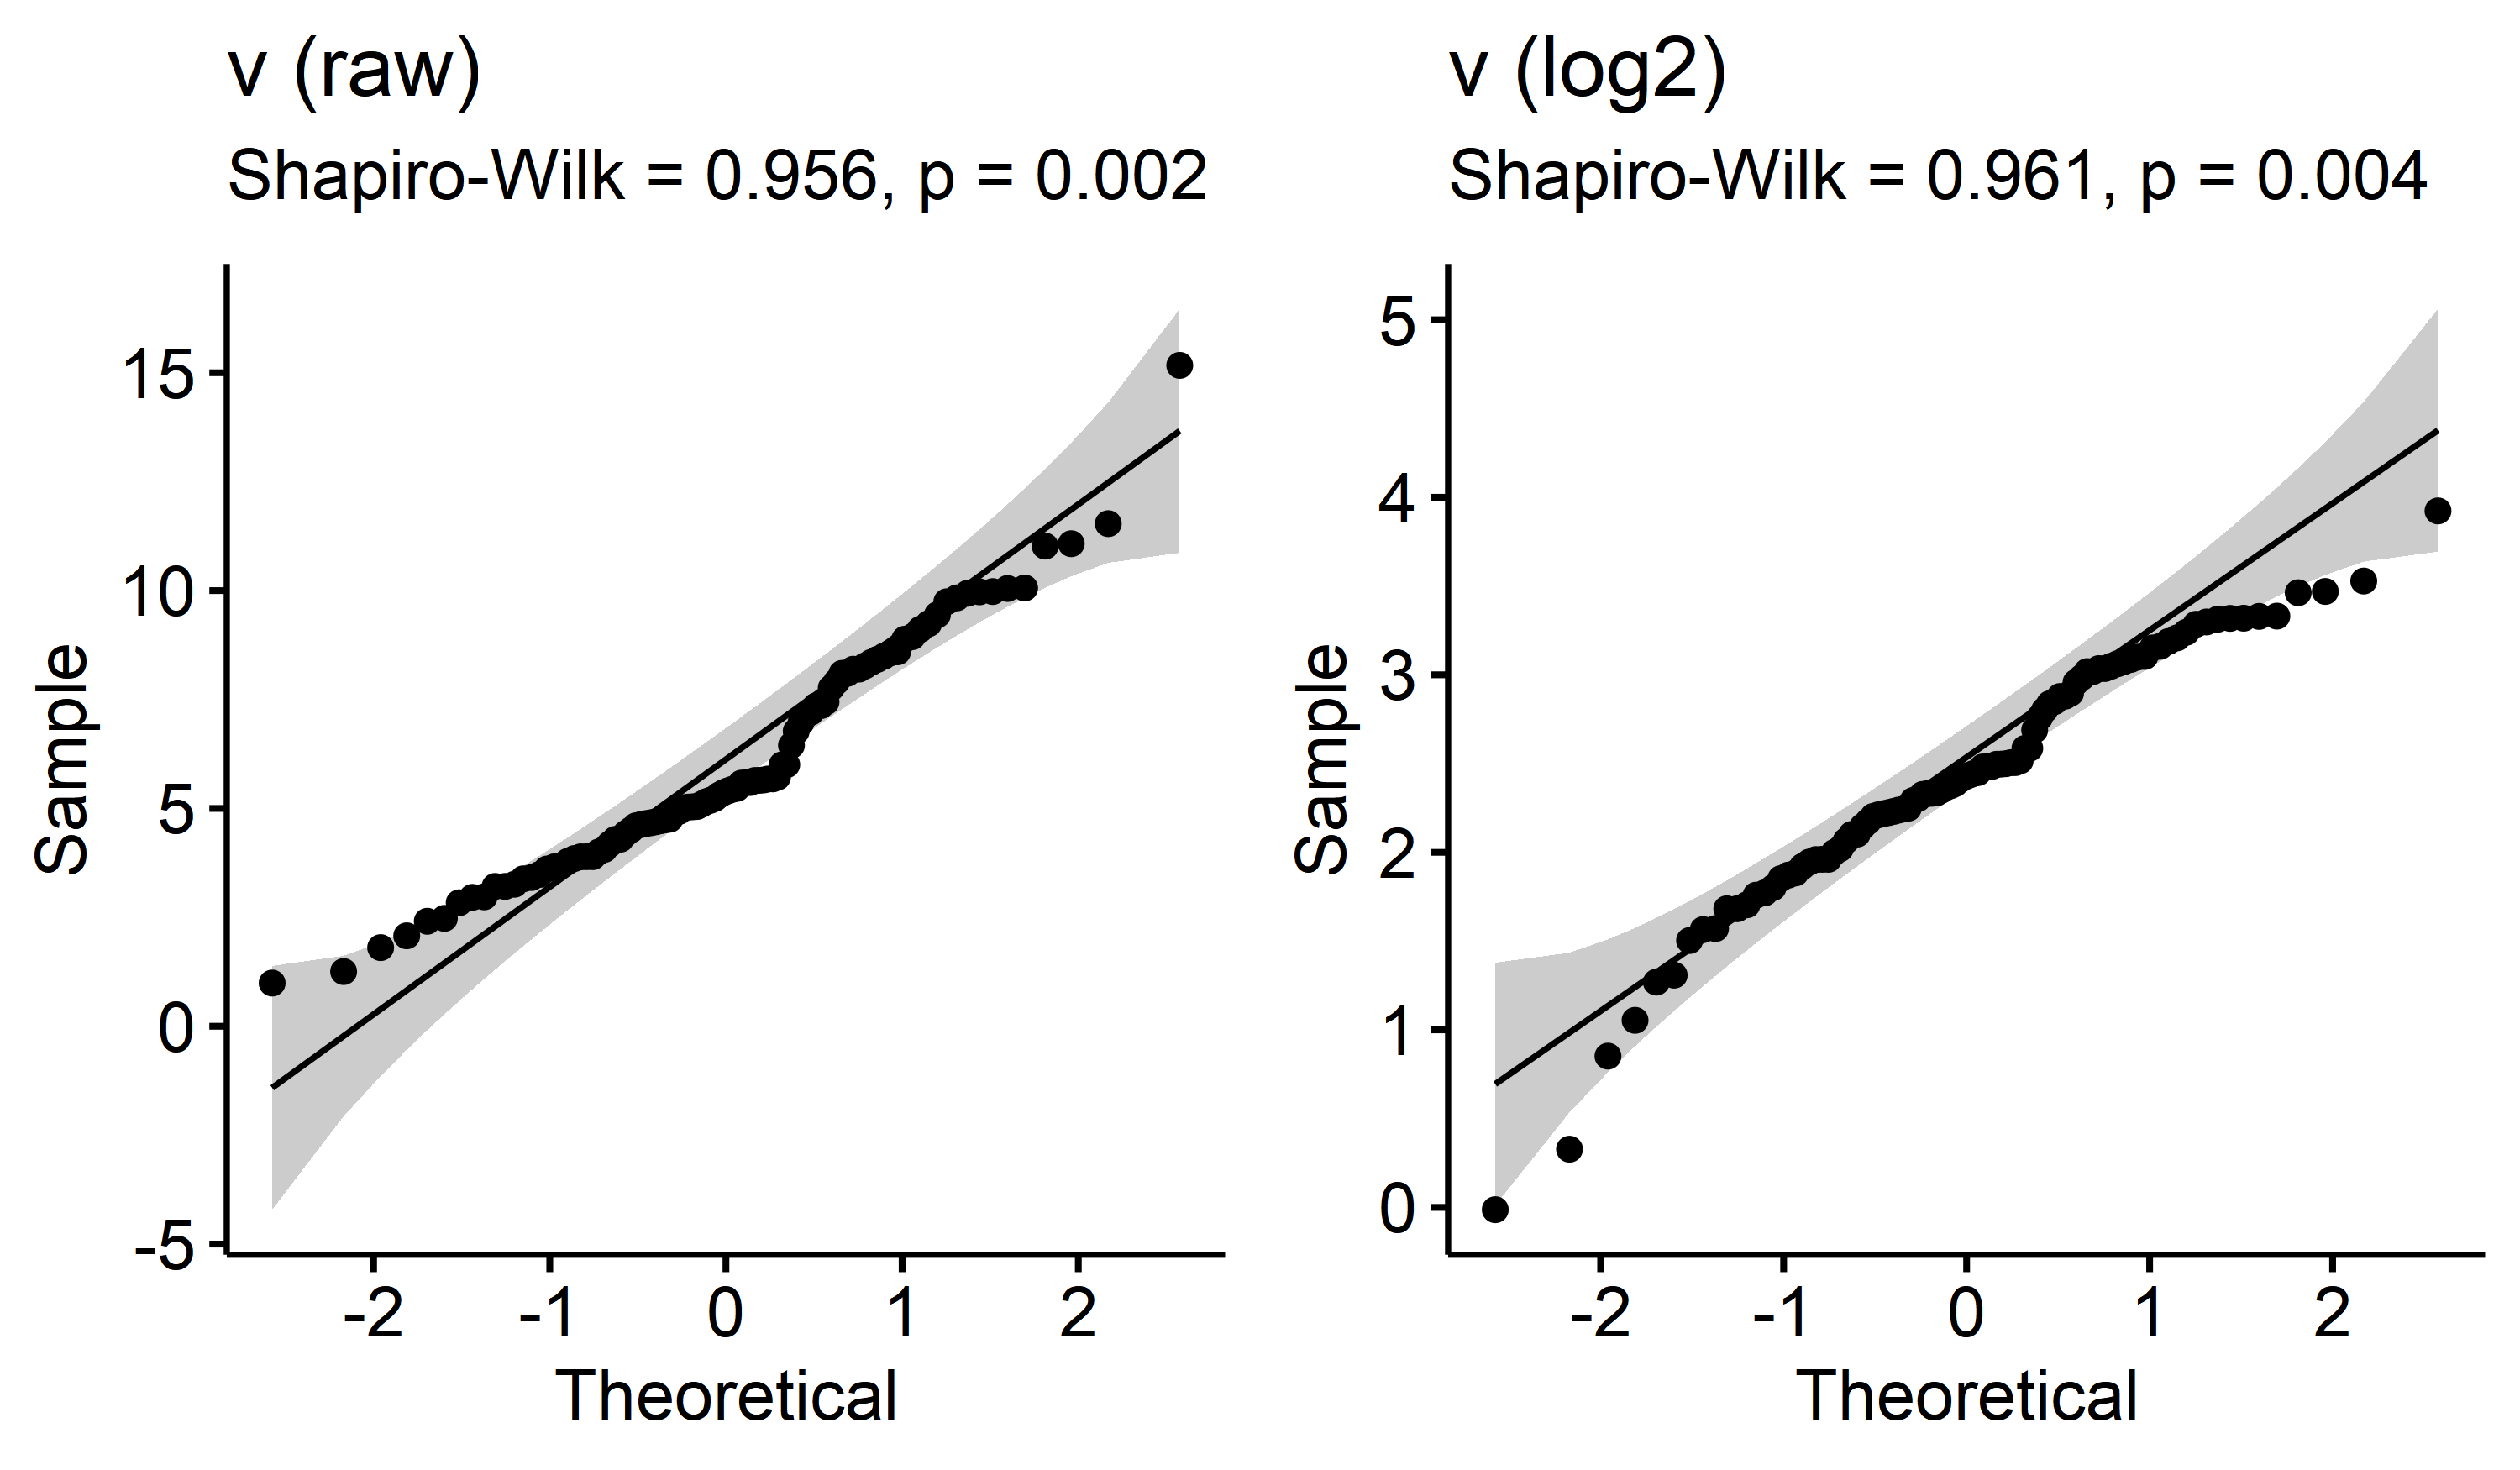 v (raw)
Shapiro-Wilk = 0.956, p = 0.002
15
10
5
0
-5
Sample
-2 -1 0 1 2
Theoretical
v (log2)
Shapiro-Wilk = 0.961, p = 0.004
5
4
3
2
1
0
Sample
-2 -1 0 1 2
Theoretical